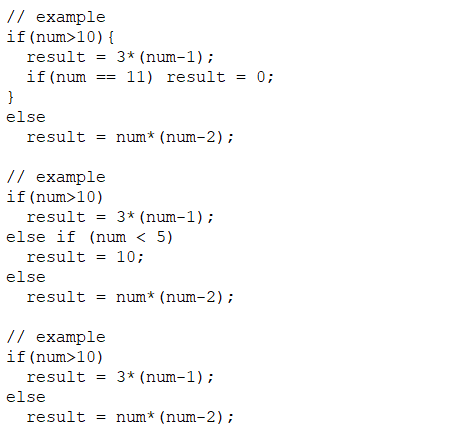 // example
if(num>10){
  result = 3*(num-1);
  if(num == 11) result = 0;
}
else
  result = num*(num-2);

// example
if(num>10)
  result = 3*(num-1);
else if (num < 5)
  result = 10;
else
  result = num*(num-2);

// example
if(num>10)
  result = 3*(num-1);
else
  result = num*(num-2);